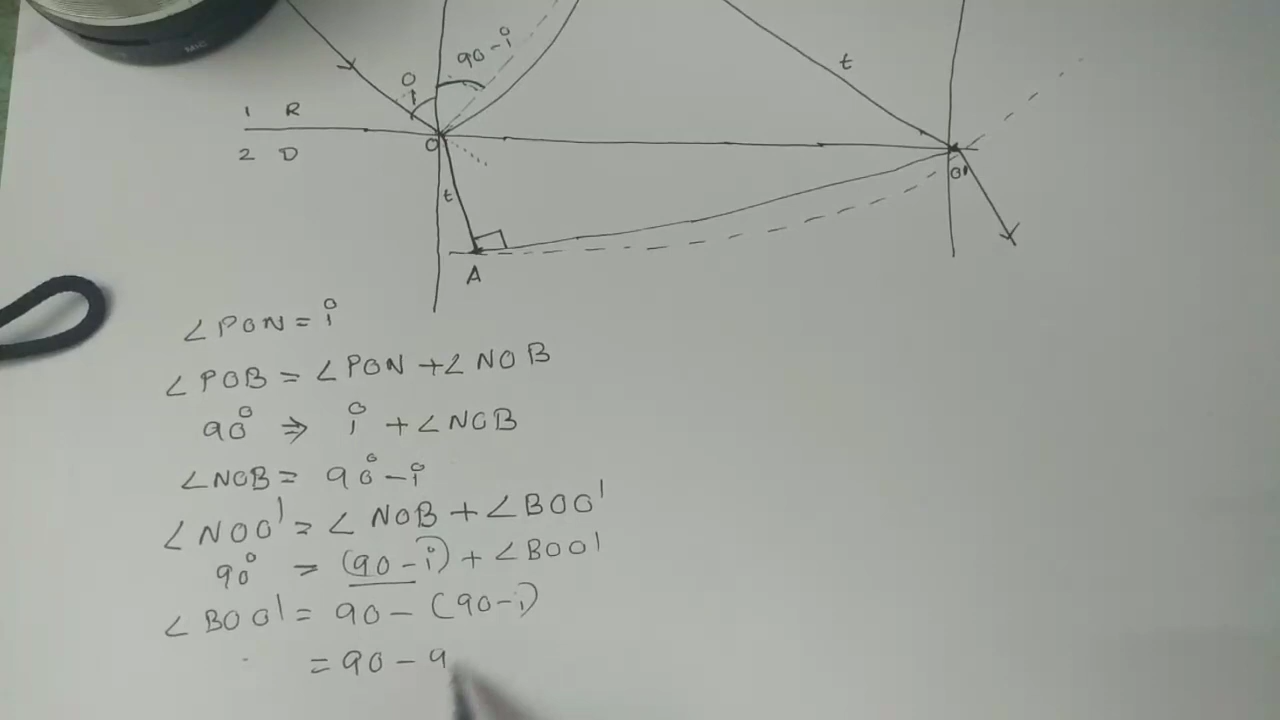 MIC
90-i
i
t
1 R
2 D
O
O'
t
A
∠PON = i
∠POB = ∠PON + ∠NOB
90° ⇒ i + ∠NOB
∠NOB = 90° - i
∠NOO' = ∠NOB + ∠BOO'
90° = (90 - i) + ∠BOO'
∠BOO' = 90 - (90-i)
= 90 - 9